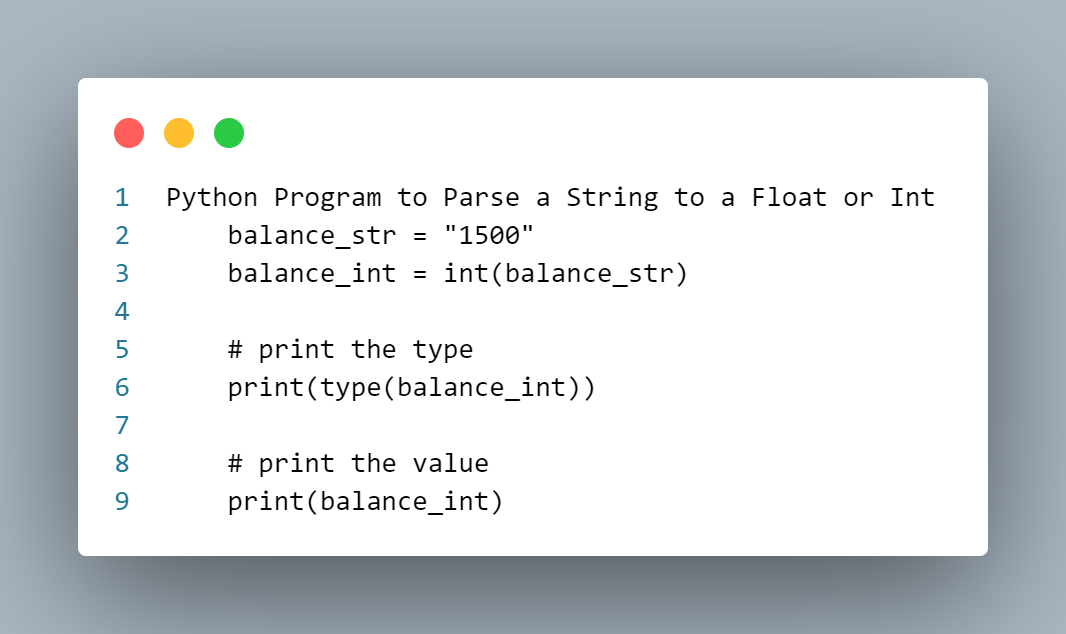 1 Python Program to Parse a String to a Float or Int
2     balance_str = "1500"
3     balance_int = int(balance_str)
4
5     # print the type
6     print(type(balance_int))
7
8     # print the value
9     print(balance_int)